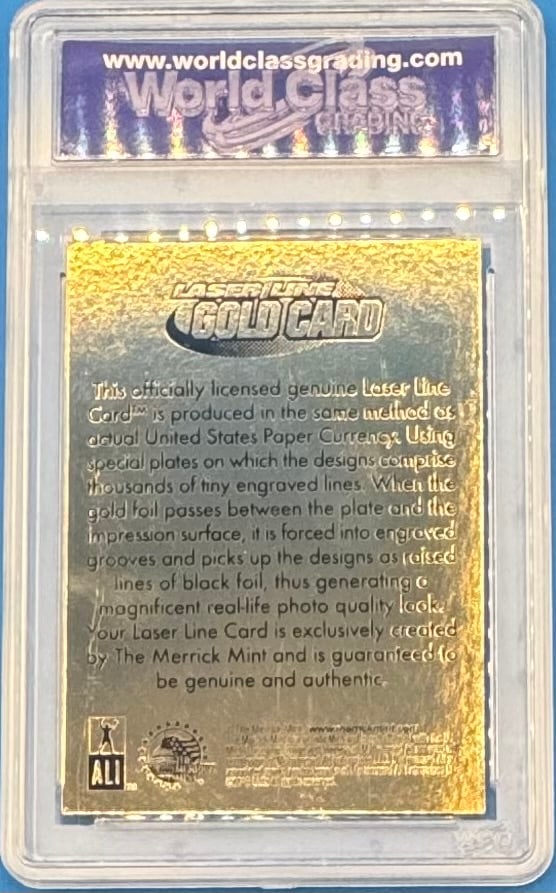 www.worldclassgrading.com
World Class
GRADING
LASER LINE
GOLD CARD
This officially licensed genuine Laser Line
Card™ is produced in the same method as
actual United States Paper Currency. Using
special plates on which the designs comprise
thousands of tiny engraved lines. When the
gold foil passes between the plate and the
impression surface, it is forced into engraved
grooves and picks up the designs as raised
lines of black foil, thus generating a
magnificent real-life photo quality look.
Your Laser Line Card is exclusively created
by The Merrick Mint and is guaranteed to
be genuine and authentic.
ALI™